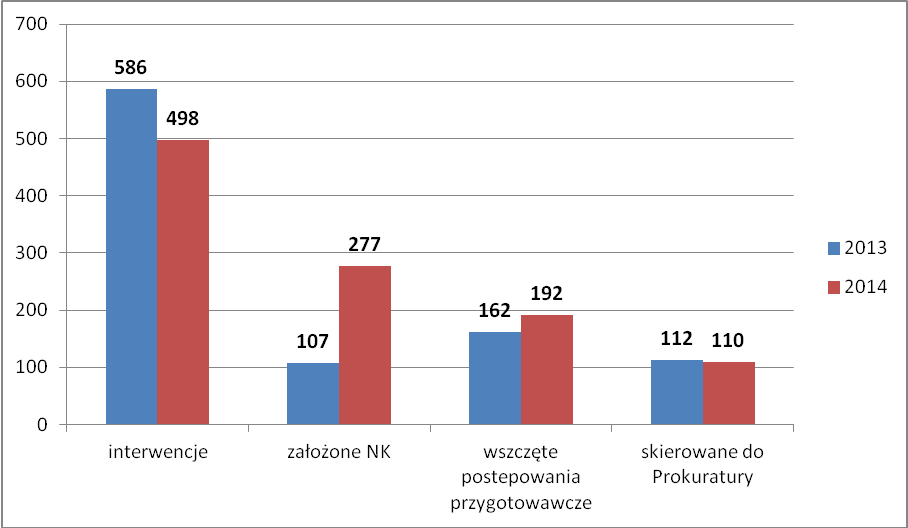 700
600
500
400
300
200
100
0
586
498
107
277
162
192
112
110
interwencje
założone NK
wszczęte
postepowania
przygotowawcze
skierowane do
Prokuratury
2013
2014